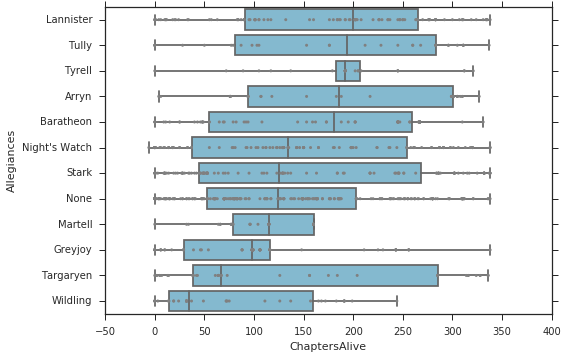 Lannister
Tully
Tyrell
Arryn
Baratheon
Night's Watch
Stark
None
Martell
Greyjoy
Targaryen
Wildling
Allegiances
−50 0 50 100 150 200 250 300 350 400
ChaptersAlive